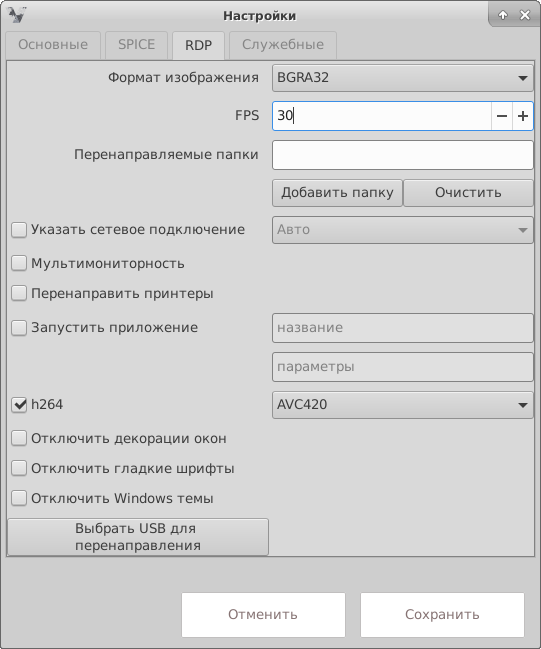 Настройки
Основные
SPICE
RDP
Служебные
Формат изображения
BGRA32
FPS
30
Перенаправляемые папки
Добавить папку
Очистить
Указать сетевое подключение
Авто
Мультимониторность
Перенаправить принтеры
Запустить приложение
название
параметры
h264
AVC420
Отключить декорации окон
Отключить гладкие шрифты
Отключить Windows темы
Выбрать USB для
перенаправления
Отменить
Сохранить